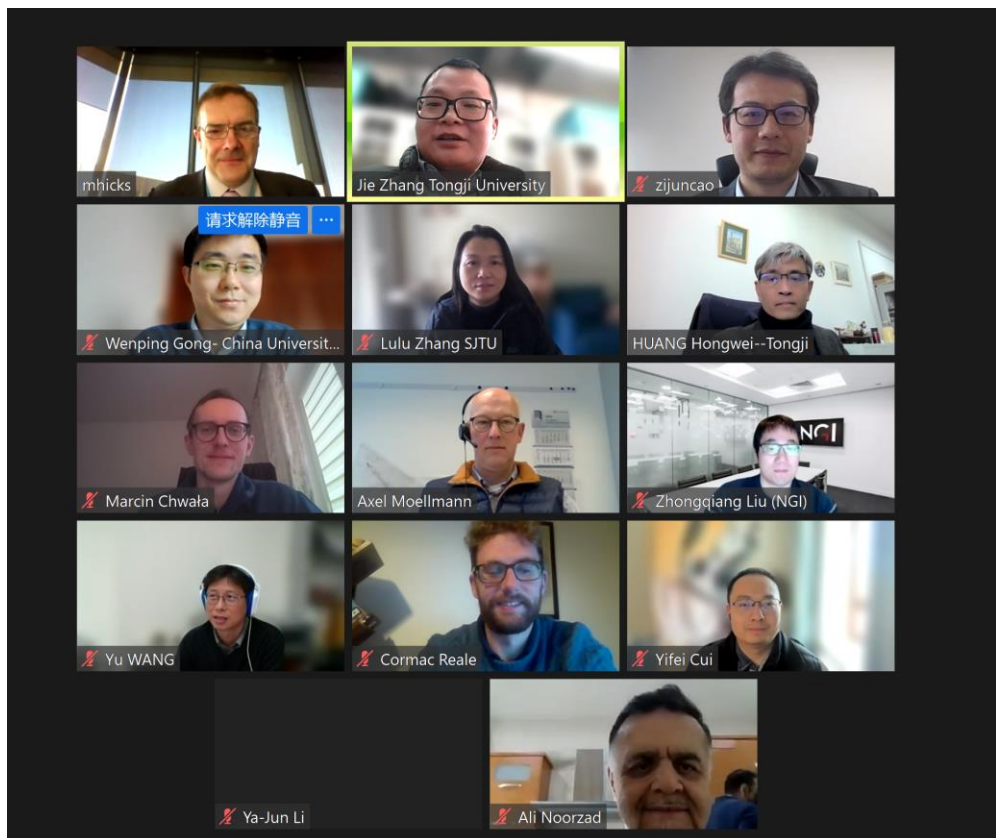 mhicks
Jie Zhang Tongji University
zijuncao
请求解除静音 ...
Wenping Gong- China Universit...
Lulu Zhang SJTU
HUANG Hongwei--Tongji
Marcin Chwała
Axel Moellmann
NGI
Zhongqiang Liu (NGI)
Yu WANG
Cormac Reale
Yifei Cui
Ya-Jun Li
Ali Noorzad